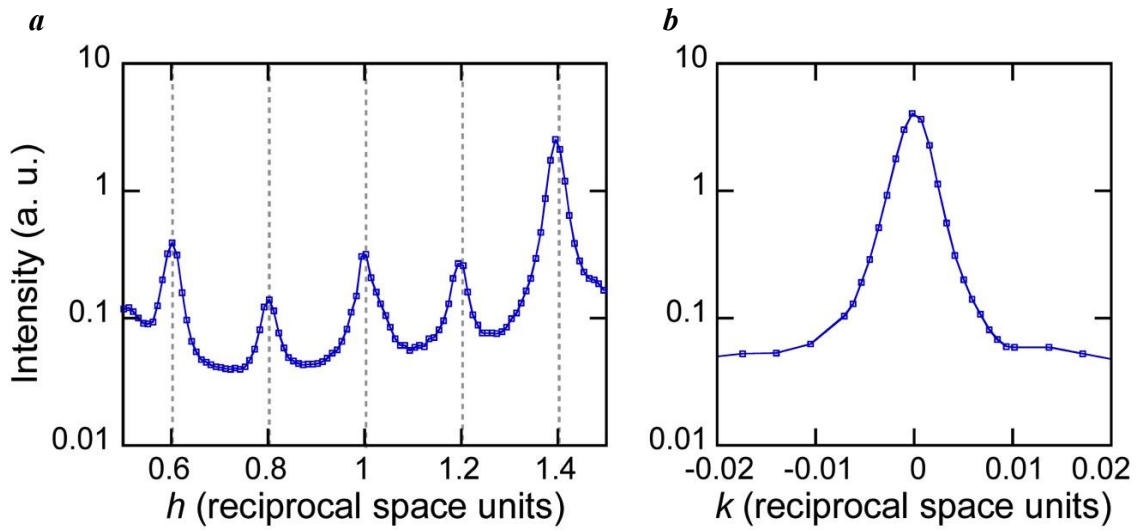 a
b
10
1
0.1
0.01
Intensity (a. u.)
0.6 0.8 1 1.2 1.4
h (reciprocal space units)
10
1
0.1
0.01
-0.02 -0.01 0 0.01 0.02
k (reciprocal space units)